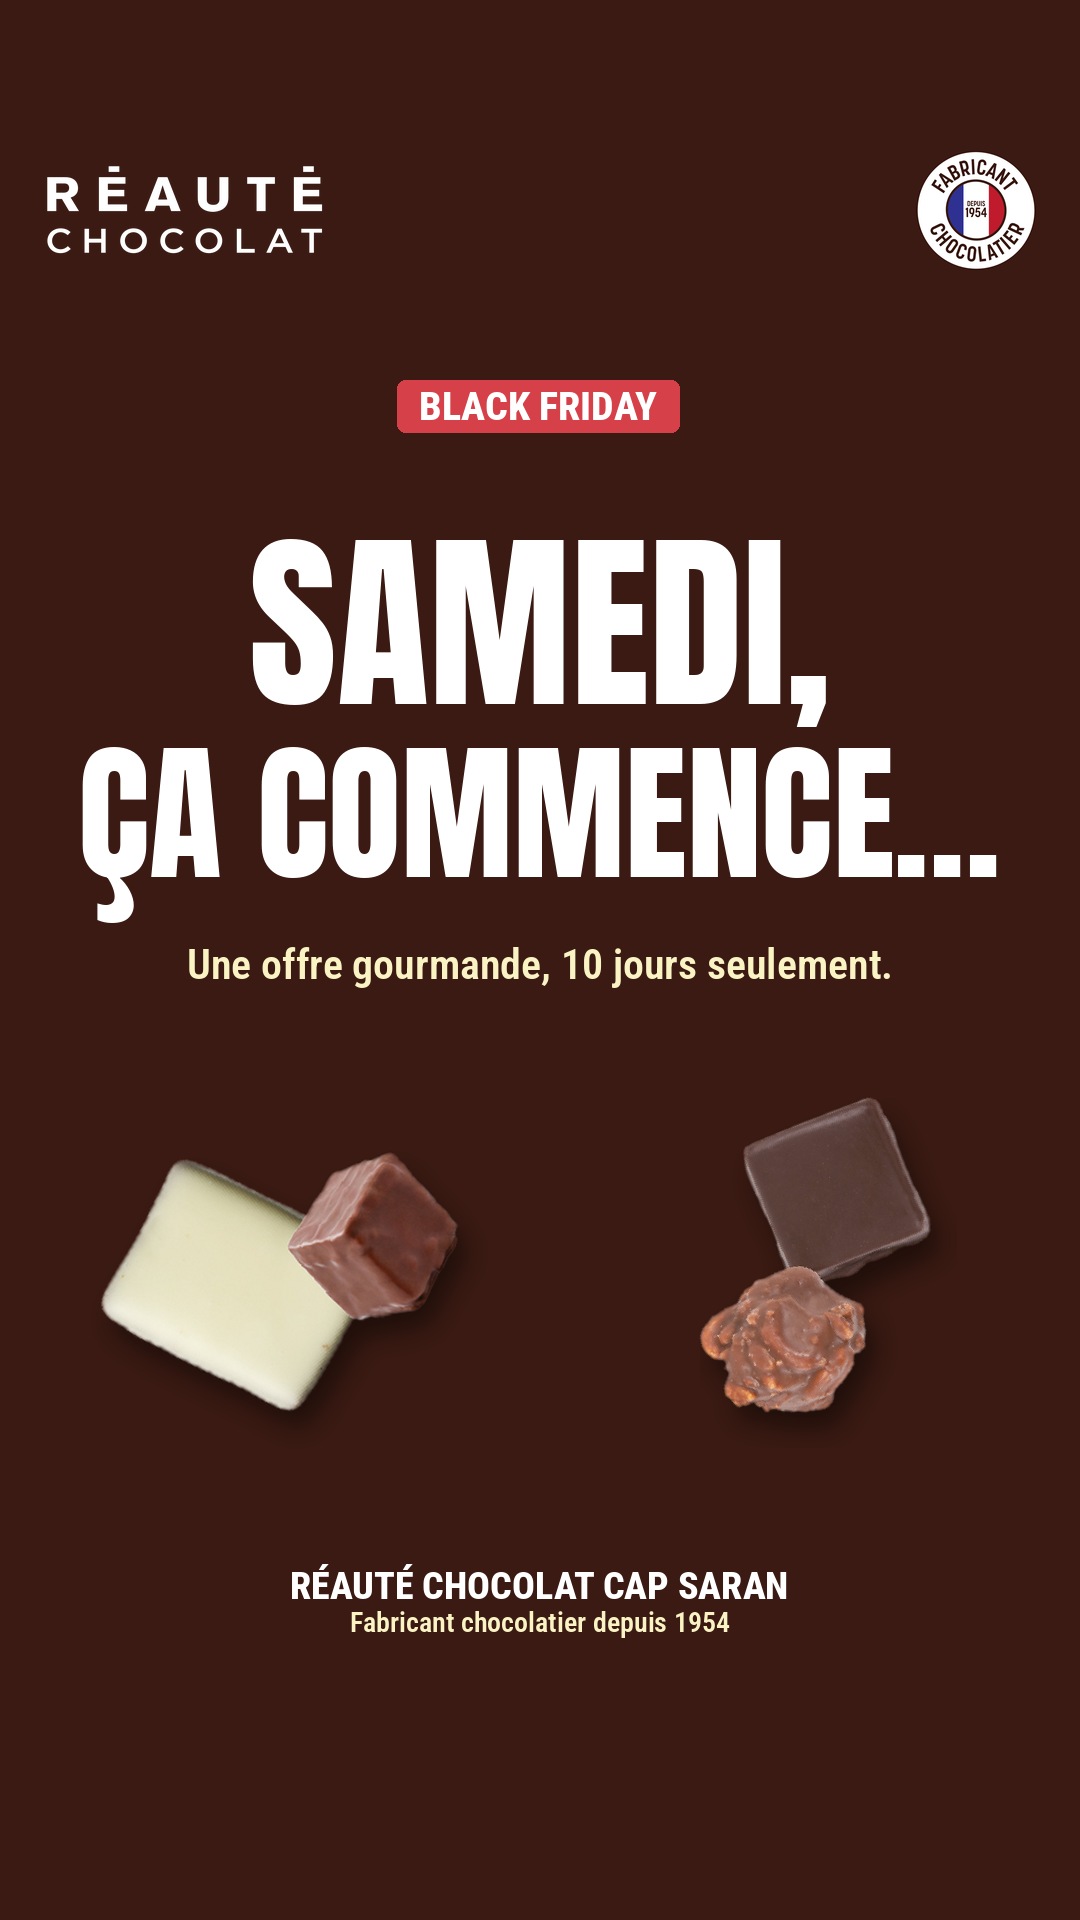 RÉAUTÉ
CHOCOLAT
FABRICANT
DEPUIS
1954
CHOCOLATIER
BLACK FRIDAY
SAMEDI,
ÇA COMMENCE...
Une offre gourmande, 10 jours seulement.
RÉAUTÉ CHOCOLAT CAP SARAN
Fabricant chocolatier depuis 1954